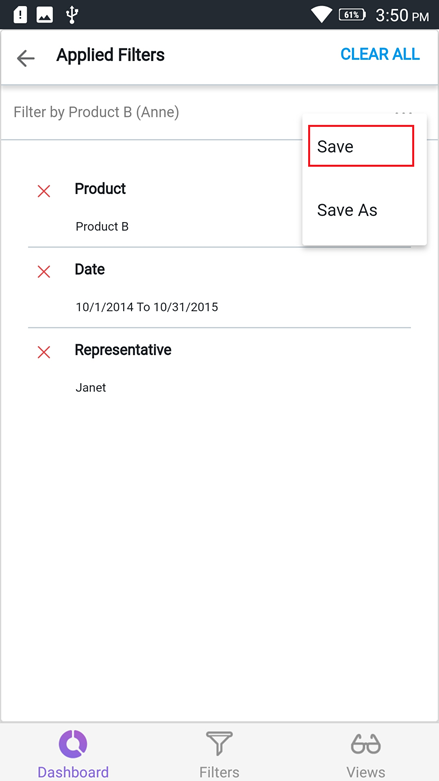 61% 3:50 PM
Applied Filters CLEAR ALL
Filter by Product B (Anne)
Save
Save As
Product
Product B
Date
10/1/2014 To 10/31/2015
Representative
Janet
Dashboard Filters Views